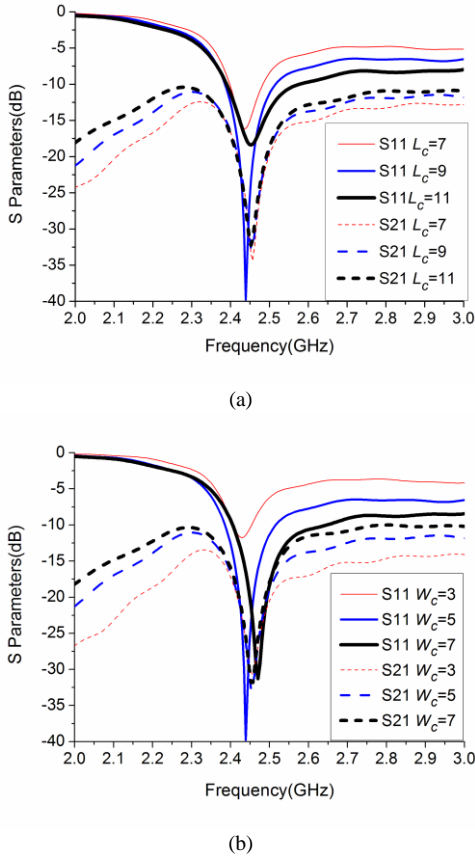 0
-5
-10
-15
-20
-25
-30
-35
-40
S Parameters(dB)
S11 Lc=7
S11 Lc=9
S11Lc=11
S21 Lc=7
S21 Lc=9
S21 Lc=11
2.0 2.1 2.2 2.3 2.4 2.5 2.6 2.7 2.8 2.9 3.0
Frequency(GHz)
(a)
0
-5
-10
-15
-20
-25
-30
-35
-40
S Parameters(dB)
S11 Wc=3
S11 Wc=5
S11 Wc=7
S21 Wc=3
S21 Wc=5
S21 Wc=7
2.0 2.1 2.2 2.3 2.4 2.5 2.6 2.7 2.8 2.9 3.0
Frequency(GHz)
(b)